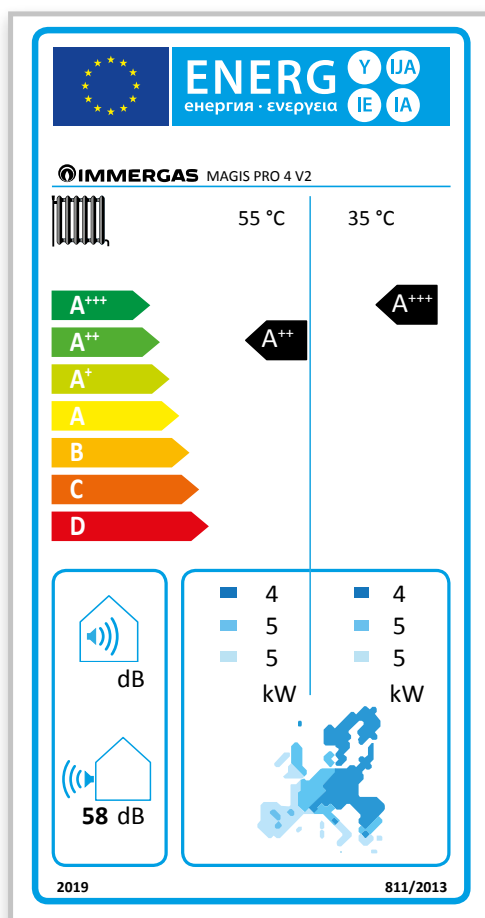 ENERG Y IJA
енергия · ενεργεια IE IA
IMMERGAS MAGIS PRO 4 V2
55 °C 35 °C
A+++ A+++
A++ A++
A+
A
B
C
D
4 4
5 5
5 5
kW kW
dB
58 dB
2019 811/2013